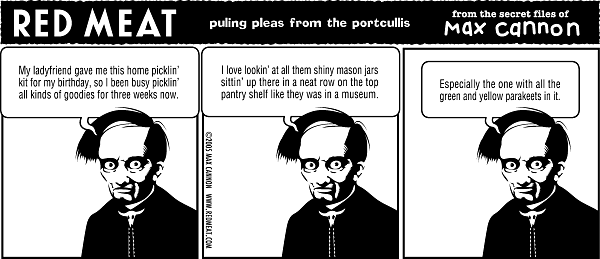 RED MEAT
puling pleas from the portcullis
from the secret files of
Max cannon
My ladyfriend gave me this home picklin'
kit for my birthday, so I been busy picklin'
all kinds of goodies for three weeks now.
I love lookin' at all them shiny mason jars
sittin' up there in a neat row on the top
pantry shelf like they was in a museum.
Especially the one with all the
green and yellow parakeets in it.
©2005 MAX CANNON WWW.REDMEAT.COM